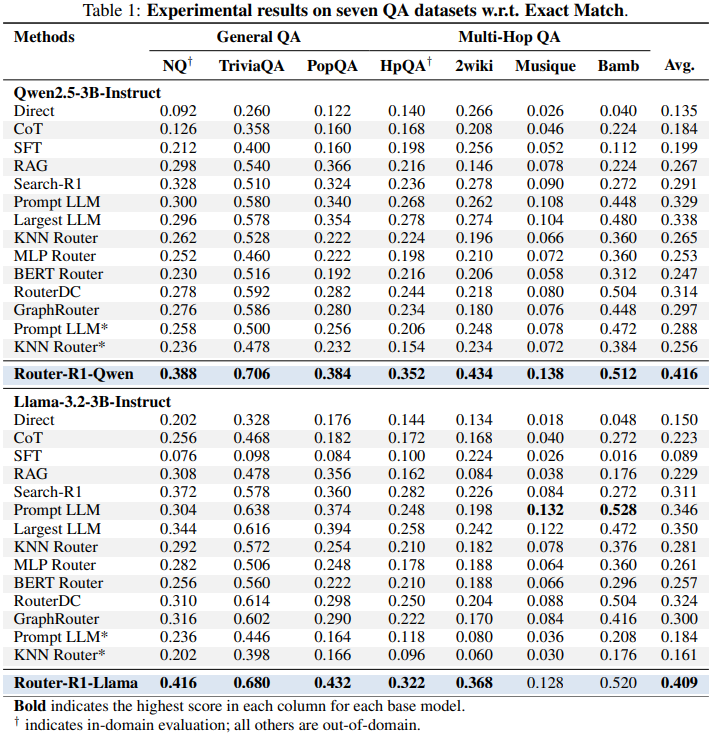 Table 1: Experimental results on seven QA datasets w.r.t. Exact Match.
Methods General QA Multi-Hop QA
NQ† TriviaQA PopQA HpQA† 2wiki Musique Bamb Avg.
Qwen2.5-3B-Instruct
Direct 0.092 0.260 0.122 0.140 0.266 0.026 0.040 0.135
CoT 0.126 0.358 0.160 0.168 0.208 0.046 0.224 0.184
SFT 0.212 0.400 0.160 0.198 0.256 0.052 0.112 0.199
RAG 0.298 0.540 0.366 0.216 0.146 0.078 0.224 0.267
Search-R1 0.328 0.510 0.324 0.236 0.278 0.090 0.272 0.291
Prompt LLM 0.300 0.580 0.340 0.268 0.262 0.108 0.448 0.329
Largest LLM 0.296 0.578 0.354 0.278 0.274 0.104 0.480 0.338
KNN Router 0.262 0.528 0.222 0.224 0.196 0.066 0.360 0.265
MLP Router 0.252 0.460 0.222 0.198 0.210 0.072 0.360 0.253
BERT Router 0.230 0.516 0.192 0.216 0.206 0.058 0.312 0.247
RouterDC 0.278 0.592 0.282 0.244 0.218 0.080 0.504 0.314
GraphRouter 0.276 0.586 0.280 0.234 0.180 0.076 0.448 0.297
Prompt LLM* 0.258 0.500 0.256 0.206 0.248 0.078 0.472 0.288
KNN Router* 0.236 0.478 0.232 0.154 0.234 0.072 0.384 0.256
Router-R1-Qwen 0.388 0.706 0.384 0.352 0.434 0.138 0.512 0.416
Llama-3.2-3B-Instruct
Direct 0.202 0.328 0.176 0.144 0.134 0.018 0.048 0.150
CoT 0.256 0.468 0.182 0.172 0.168 0.040 0.272 0.223
SFT 0.076 0.098 0.084 0.100 0.224 0.026 0.016 0.089
RAG 0.308 0.478 0.356 0.162 0.084 0.038 0.176 0.229
Search-R1 0.372 0.578 0.360 0.282 0.226 0.084 0.272 0.311
Prompt LLM 0.304 0.638 0.374 0.248 0.198 0.132 0.528 0.346
Largest LLM 0.344 0.616 0.394 0.258 0.242 0.122 0.472 0.350
KNN Router 0.292 0.572 0.254 0.210 0.182 0.078 0.376 0.281
MLP Router 0.282 0.506 0.248 0.178 0.188 0.064 0.360 0.261
BERT Router 0.256 0.560 0.222 0.210 0.188 0.066 0.296 0.257
RouterDC 0.310 0.614 0.298 0.250 0.204 0.088 0.504 0.324
GraphRouter 0.316 0.602 0.290 0.222 0.170 0.084 0.416 0.300
Prompt LLM* 0.236 0.446 0.164 0.118 0.080 0.036 0.208 0.184
KNN Router* 0.202 0.398 0.166 0.096 0.060 0.030 0.176 0.161
Router-R1-Llama 0.416 0.680 0.432 0.322 0.368 0.128 0.520 0.409
Bold indicates the highest score in each column for each base model.
† indicates in-domain evaluation; all others are out-of-domain.